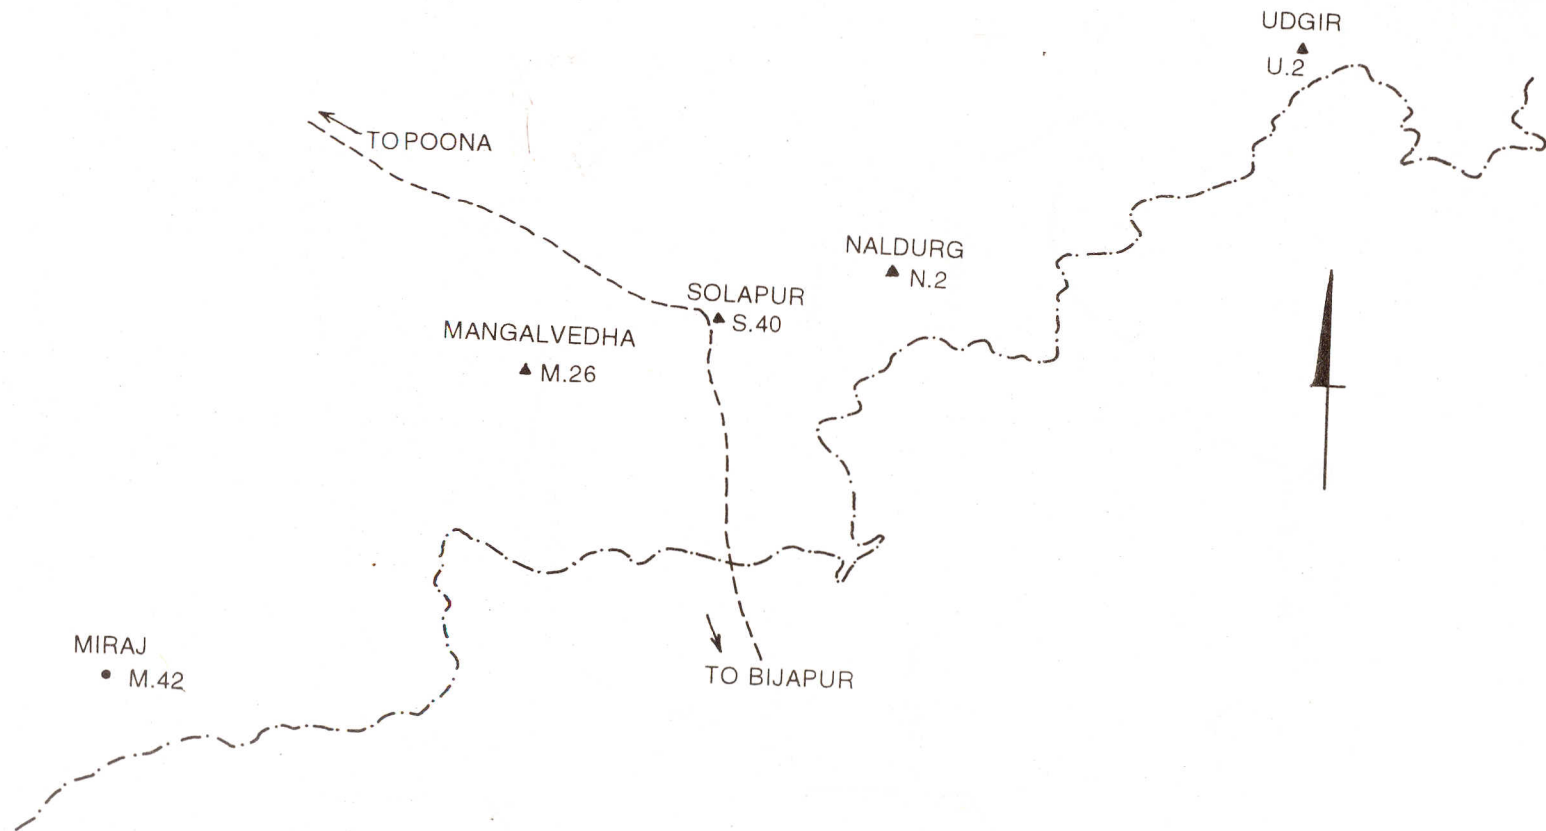 UDGIR
U.2
TO POONA
NALDURG
N.2
SOLAPUR
S.40
MANGALVEDHA
M.26
MIRAJ
M.42
TO BIJAPUR